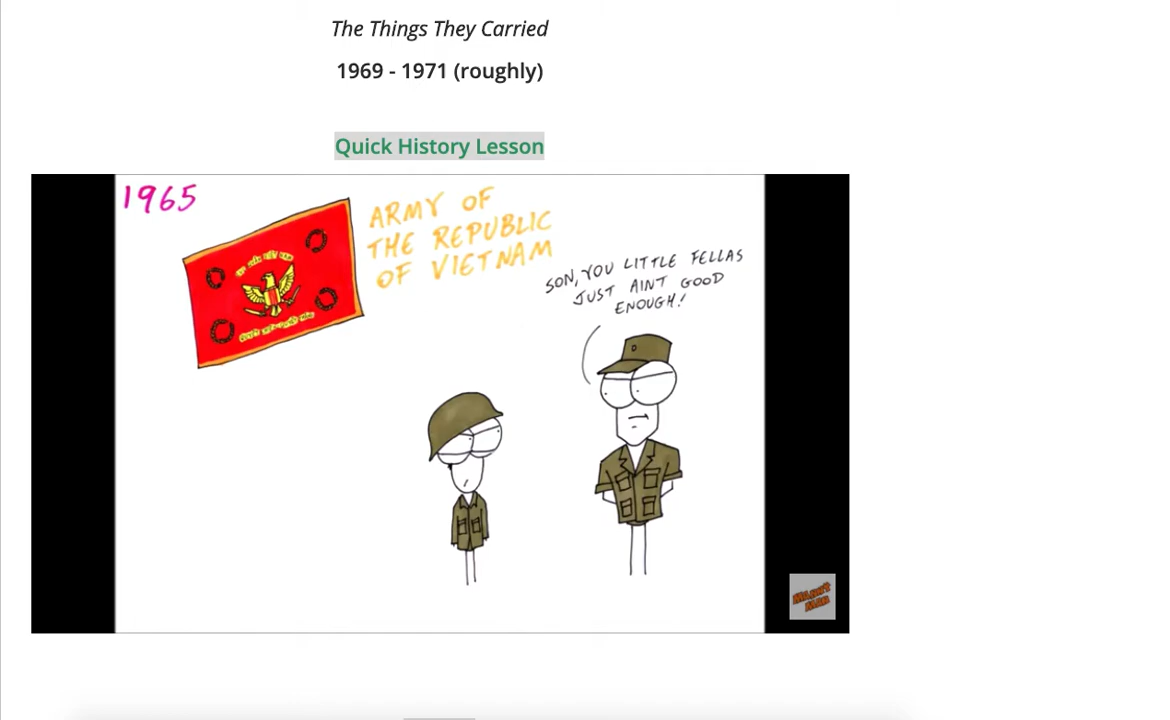 The Things They Carried
1969 - 1971 (roughly)
Quick History Lesson
1965
ARMY OF
THE REPUBLIC
OF VIETNAM
SON, YOU LITTLE FELLAS
JUST AINT GOOD
ENOUGH!